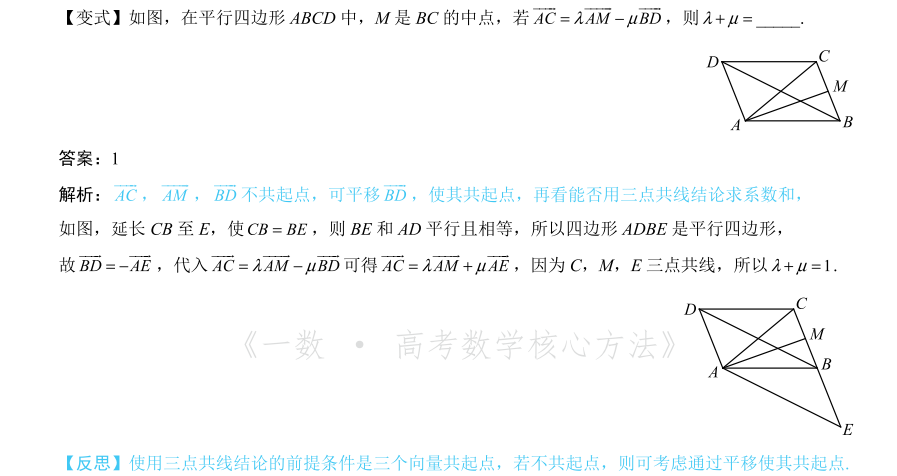 【变式】如图，在平行四边形 ABCD 中，M 是 BC 的中点，若 $\overrightarrow{AC}=\lambda\overrightarrow{AM}-\mu\overrightarrow{BD}$，则 $\lambda+\mu=$_____.
D
C
M
A
B
答案：1
解析：$\overrightarrow{AC}$，$\overrightarrow{AM}$，$\overrightarrow{BD}$ 不共起点，可平移 $\overrightarrow{BD}$，使其共起点，再看能否用三点共线结论求系数和，
如图，延长 CB 至 E，使 $CB=BE$，则 BE 和 AD 平行且相等，所以四边形 ADBE 是平行四边形，
故 $\overrightarrow{BD}=-\overrightarrow{AE}$，代入 $\overrightarrow{AC}=\lambda\overrightarrow{AM}-\mu\overrightarrow{BD}$ 可得 $\overrightarrow{AC}=\lambda\overrightarrow{AM}+\mu\overrightarrow{AE}$，因为 C，M，E 三点共线，所以 $\lambda+\mu=1$.
D
C
M
A
B
E
《一数 · 高考数学核心方法》
【反思】使用三点共线结论的前提条件是三个向量共起点，若不共起点，则可考虑通过平移使其共起点.